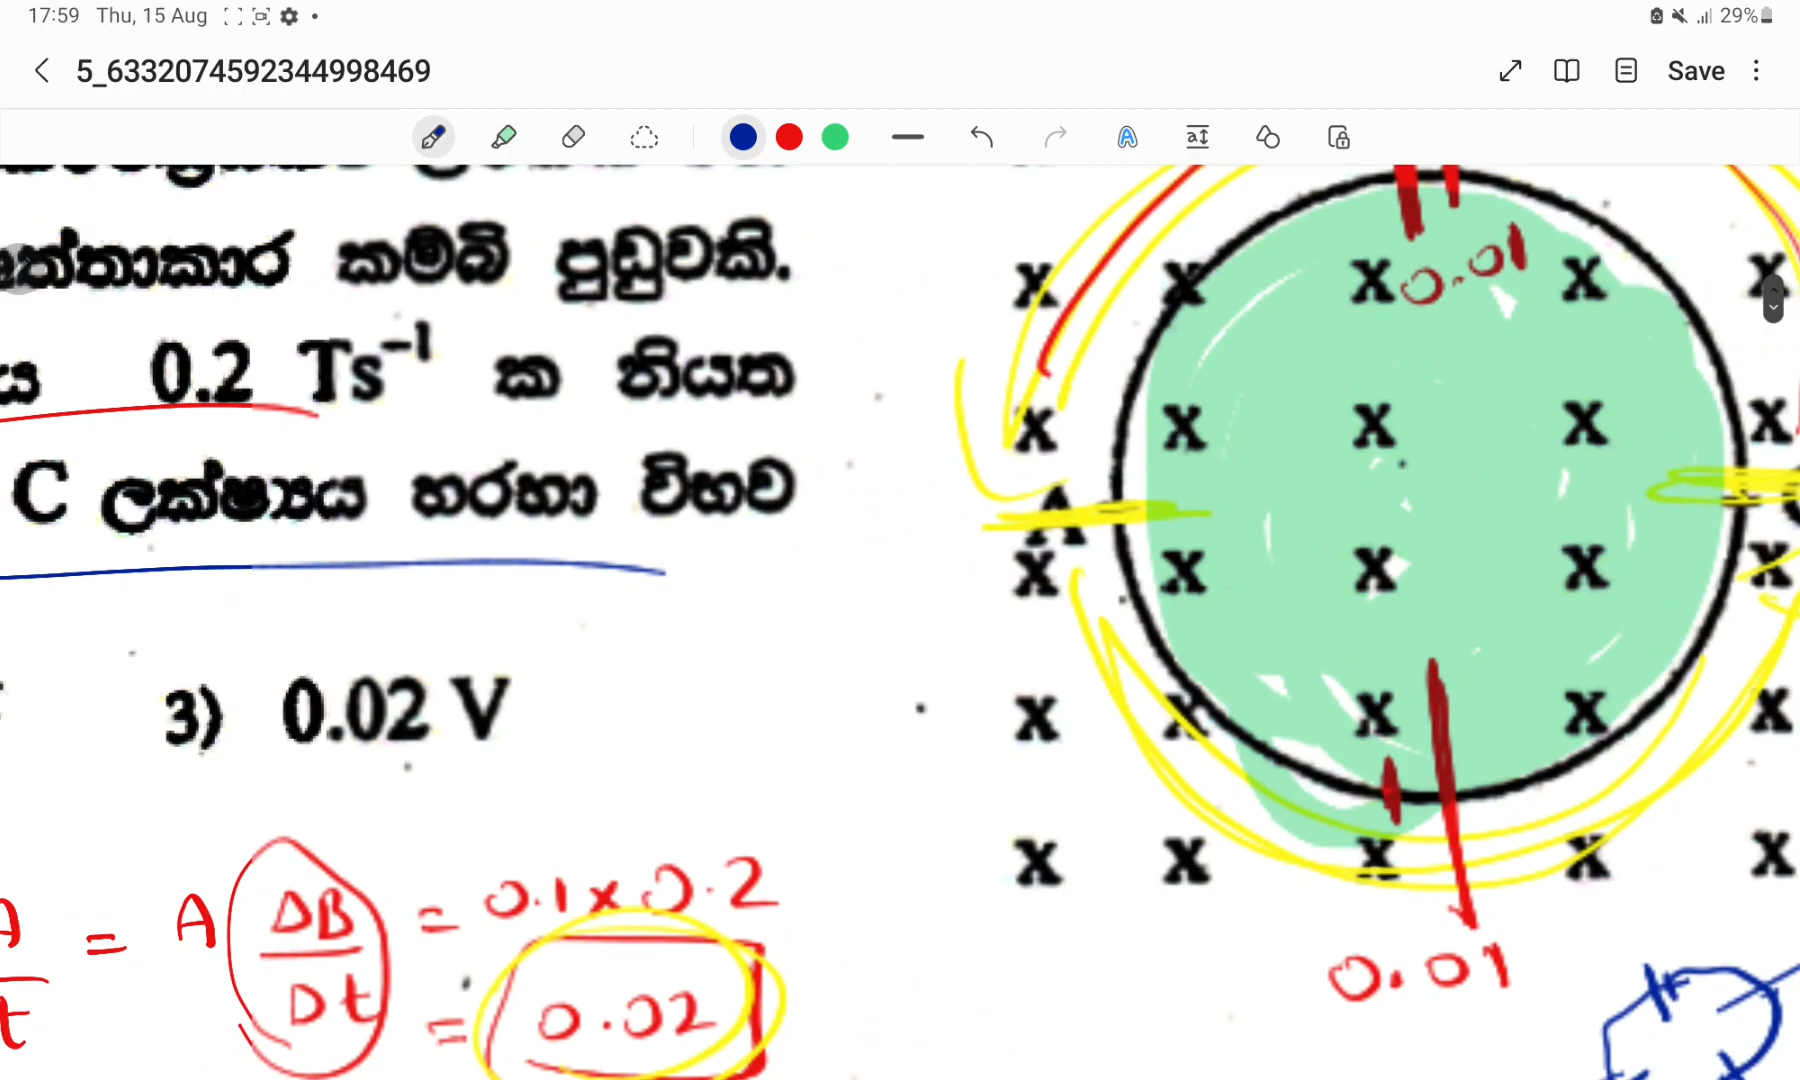 17:59 Thu, 15 Aug
29%
5_6332074592344998469
Save
කම්බි පුඩුවකි.
x x x x x
0.01
ය 0.2 Ts⁻¹ ක නියත
x x x x x
C ලක්ෂ්‍යය හරහා විභව
A
x x x x x
3) 0.02 V
x x x x x
x x x x x
= A ΔB/Δt = 0.1 x 0.2
0.01
= 0.02